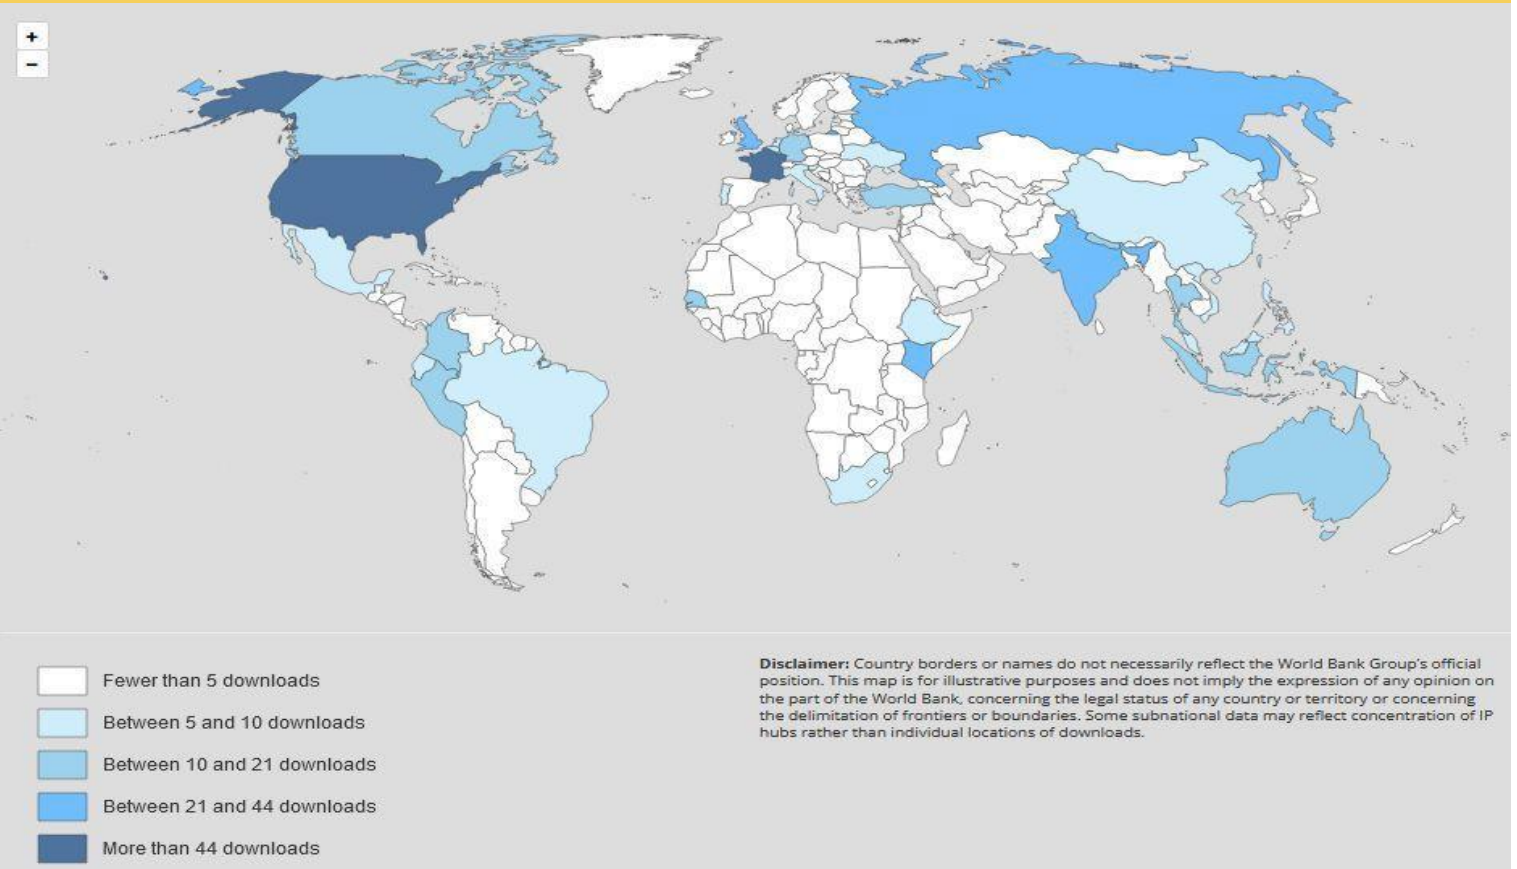 +
−
Fewer than 5 downloads
Between 5 and 10 downloads
Between 10 and 21 downloads
Between 21 and 44 downloads
More than 44 downloads
Disclaimer: Country borders or names do not necessarily reflect the World Bank Group's official
position. This map is for illustrative purposes and does not imply the expression of any opinion on
the part of the World Bank, concerning the legal status of any country or territory or concerning
the delimitation of frontiers or boundaries. Some subnational data may reflect concentration of IP
hubs rather than individual locations of downloads.